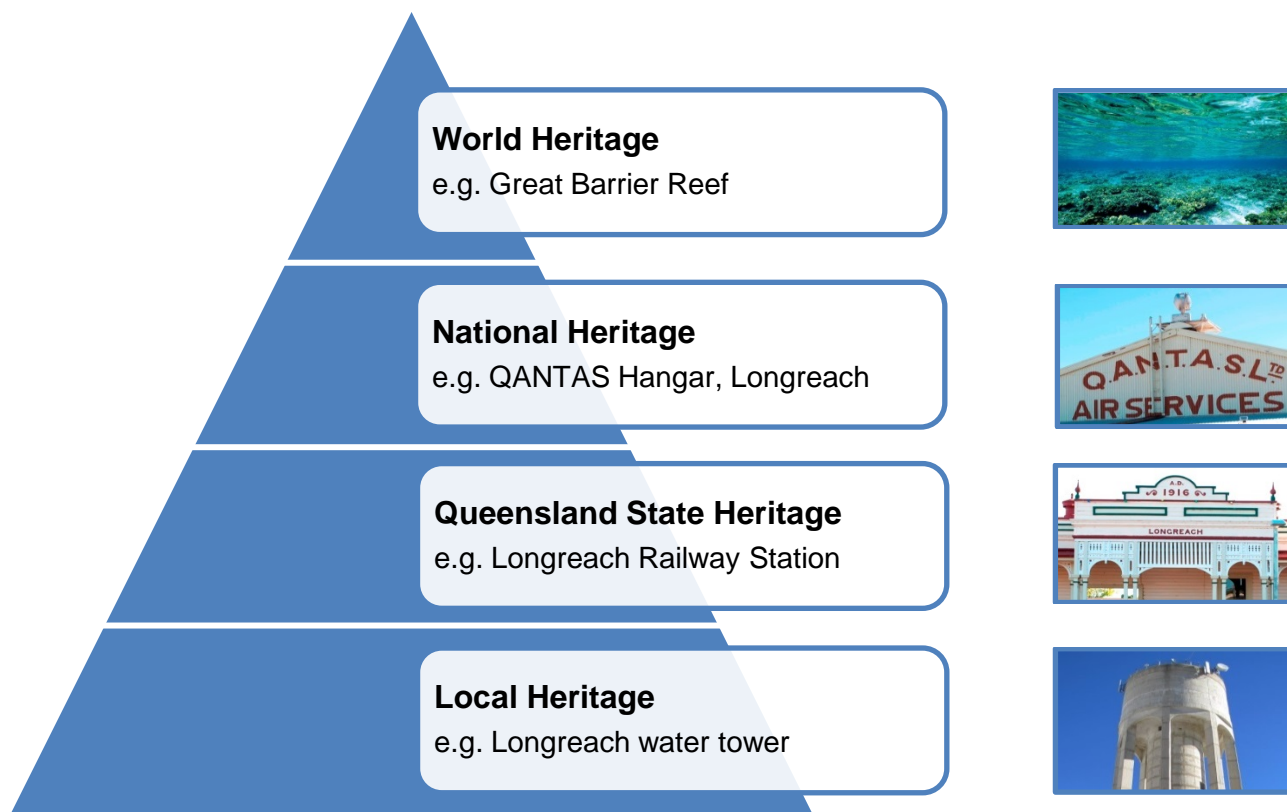 World Heritage
e.g. Great Barrier Reef
National Heritage
e.g. QANTAS Hangar, Longreach
Q.A.N.T.A.S. LTD
AIR SERVICES
Queensland State Heritage
e.g. Longreach Railway Station
A.D.
1916
LONGREACH
Local Heritage
e.g. Longreach water tower